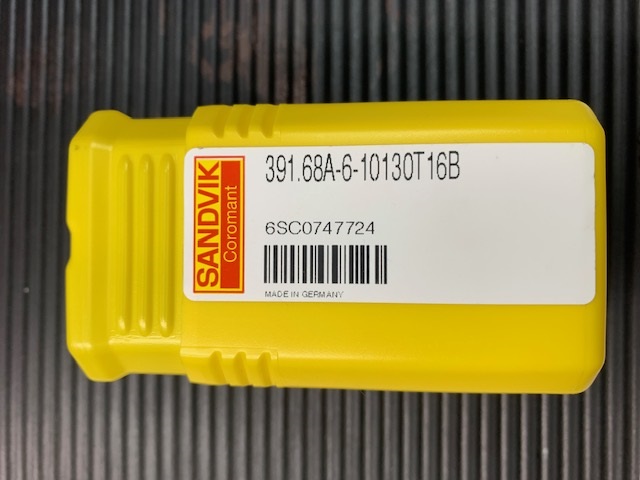 SANDVIK
Coromant
391.68A-6-10130T16B
6SC0747724
MADE IN GERMANY